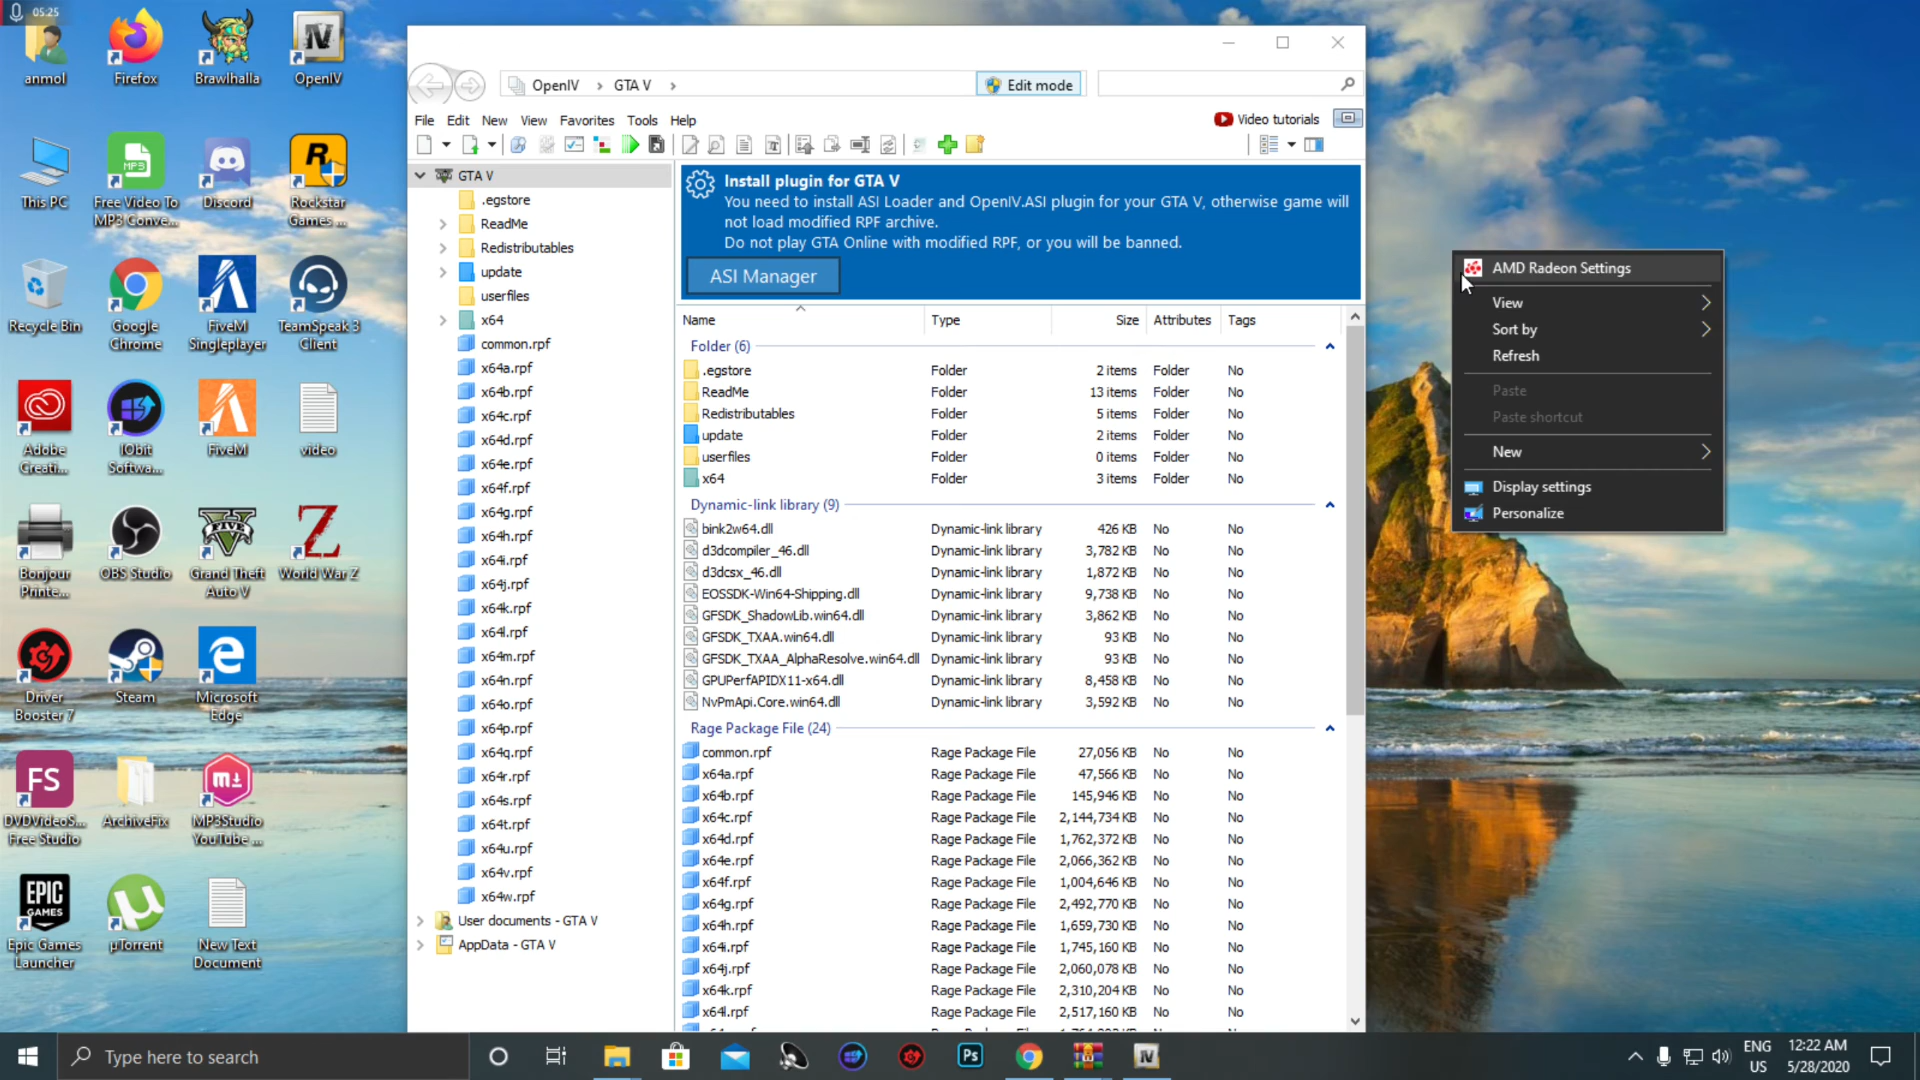 05:25
anmol
Firefox
Brawlhalla
OpenIV
This PC
Free Video To
MP3 Conve...
Discord
Rockstar
Games ...
Recycle Bin
Google
Chrome
FiveM
Singleplayer
TeamSpeak 3
Client
Adobe
Creati...
IObit
Softwa...
FiveM
video
Bonjour
Printe...
OBS Studio
Grand Theft
Auto V
World War Z
Driver
Booster 7
Steam
Microsoft
Edge
DVDVideoS...
Free Studio
ArchiveFix
MP3Studio
YouTube ...
Epic Games
Launcher
µTorrent
New Text
Document
OpenIV > GTA V >
Edit mode
File Edit New View Favorites Tools Help
Video tutorials
GTA V
.egstore
ReadMe
Redistributables
update
userfiles
x64
common.rpf
x64a.rpf
x64b.rpf
x64c.rpf
x64d.rpf
x64e.rpf
x64f.rpf
x64g.rpf
x64h.rpf
x64i.rpf
x64j.rpf
x64k.rpf
x64l.rpf
x64m.rpf
x64n.rpf
x64o.rpf
x64p.rpf
x64q.rpf
x64r.rpf
x64s.rpf
x64t.rpf
x64u.rpf
x64v.rpf
x64w.rpf
User documents - GTA V
AppData - GTA V
Install plugin for GTA V
You need to install ASI Loader and OpenIV.ASI plugin for your GTA V, otherwise game will
not load modified RPF archive.
Do not play GTA Online with modified RPF, or you will be banned.
ASI Manager
Name Type Size Attributes Tags
Folder (6)
.egstore Folder 2 items Folder No
ReadMe Folder 13 items Folder No
Redistributables Folder 5 items Folder No
update Folder 2 items Folder No
userfiles Folder 0 items Folder No
x64 Folder 3 items Folder No
Dynamic-link library (9)
bink2w64.dll Dynamic-link library 426 KB No No
d3dcompiler_46.dll Dynamic-link library 3,782 KB No No
d3dcsx_46.dll Dynamic-link library 1,872 KB No No
EOSSDK-Win64-Shipping.dll Dynamic-link library 9,738 KB No No
GFSDK_ShadowLib.win64.dll Dynamic-link library 3,862 KB No No
GFSDK_TXAA.win64.dll Dynamic-link library 93 KB No No
GFSDK_TXAA_AlphaResolve.win64.dll Dynamic-link library 93 KB No No
GPUPerfAPIDX11-x64.dll Dynamic-link library 8,458 KB No No
NvPmApi.Core.win64.dll Dynamic-link library 3,592 KB No No
Rage Package File (24)
common.rpf Rage Package File 27,056 KB No No
x64a.rpf Rage Package File 47,566 KB No No
x64b.rpf Rage Package File 145,946 KB No No
x64c.rpf Rage Package File 2,144,734 KB No No
x64d.rpf Rage Package File 1,762,372 KB No No
x64e.rpf Rage Package File 2,066,362 KB No No
x64f.rpf Rage Package File 1,004,646 KB No No
x64g.rpf Rage Package File 2,492,770 KB No No
x64h.rpf Rage Package File 1,659,730 KB No No
x64i.rpf Rage Package File 1,745,160 KB No No
x64j.rpf Rage Package File 2,060,078 KB No No
x64k.rpf Rage Package File 2,310,204 KB No No
x64l.rpf Rage Package File 2,517,160 KB No No
AMD Radeon Settings
View
Sort by
Refresh
Paste
Paste shortcut
New
Display settings
Personalize
Type here to search
Ps
ENG
US
12:22 AM
5/28/2020